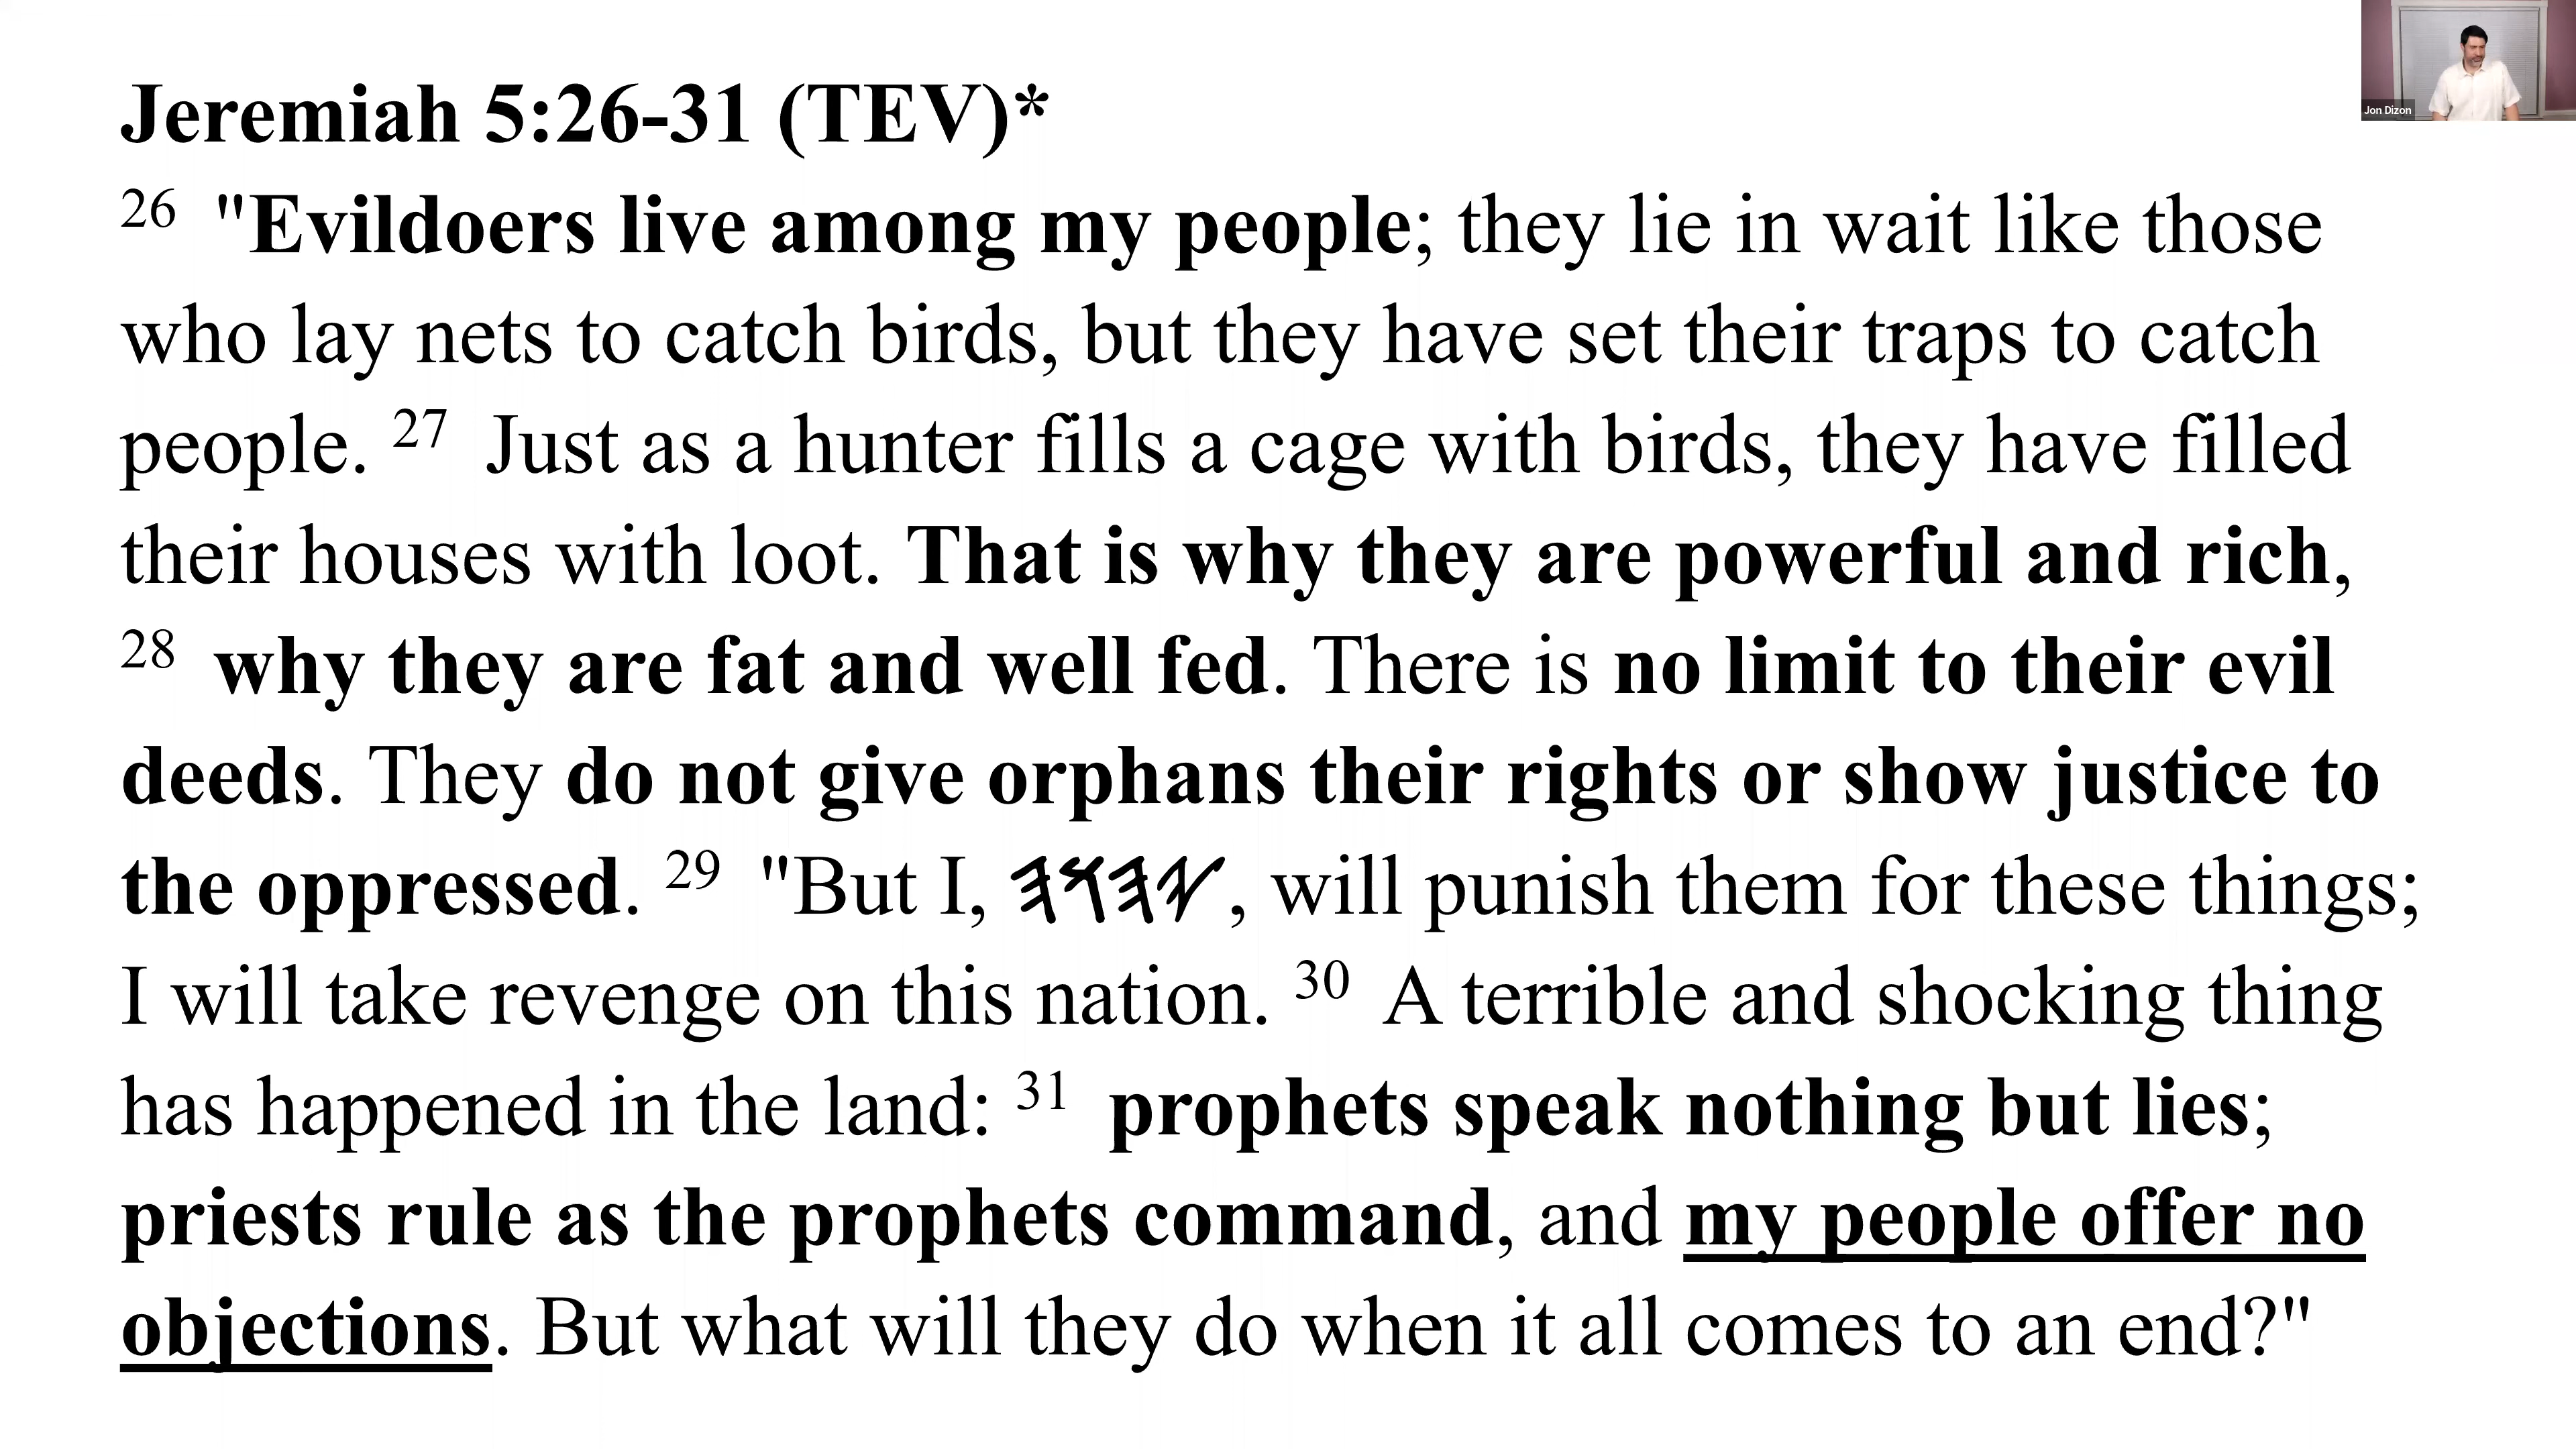 Jeremiah 5:26-31 (TEV)*
26 "Evildoers live among my people; they lie in wait like those
who lay nets to catch birds, but they have set their traps to catch
people. 27 Just as a hunter fills a cage with birds, they have filled
their houses with loot. That is why they are powerful and rich,
28 why they are fat and well fed. There is no limit to their evil
deeds. They do not give orphans their rights or show justice to
the oppressed. 29 "But I, 𐤉𐤄𐤅𐤄, will punish them for these things;
I will take revenge on this nation. 30 A terrible and shocking thing
has happened in the land: 31 prophets speak nothing but lies;
priests rule as the prophets command, and my people offer no
objections. But what will they do when it all comes to an end?"
Jon Dizon